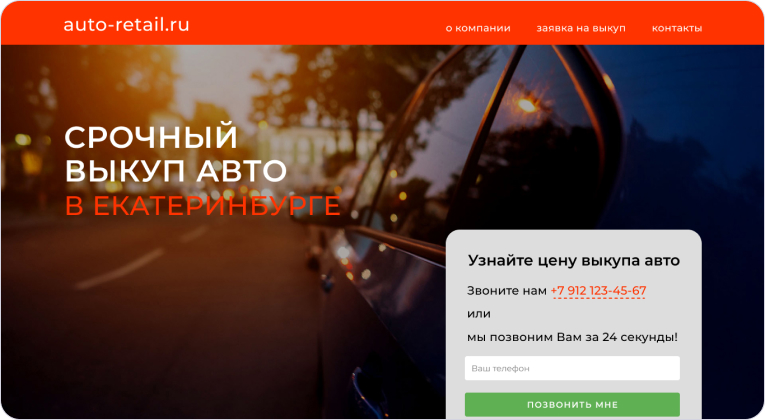 auto-retail.ru
о компании
заявка на выкуп
контакты
СРОЧНЫЙ
ВЫКУП АВТО
В ЕКАТЕРИНБУРГЕ
Узнайте цену выкупа авто
Звоните нам +7 912 123-45-67
или
мы позвоним Вам за 24 секунды!
Ваш телефон
ПОЗВОНИТЬ МНЕ